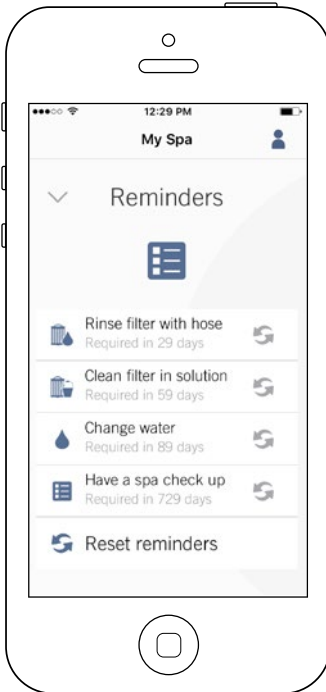 12:29 PM
My Spa
Reminders
Rinse filter with hose
Required in 29 days
Clean filter in solution
Required in 59 days
Change water
Required in 89 days
Have a spa check up
Required in 729 days
Reset reminders